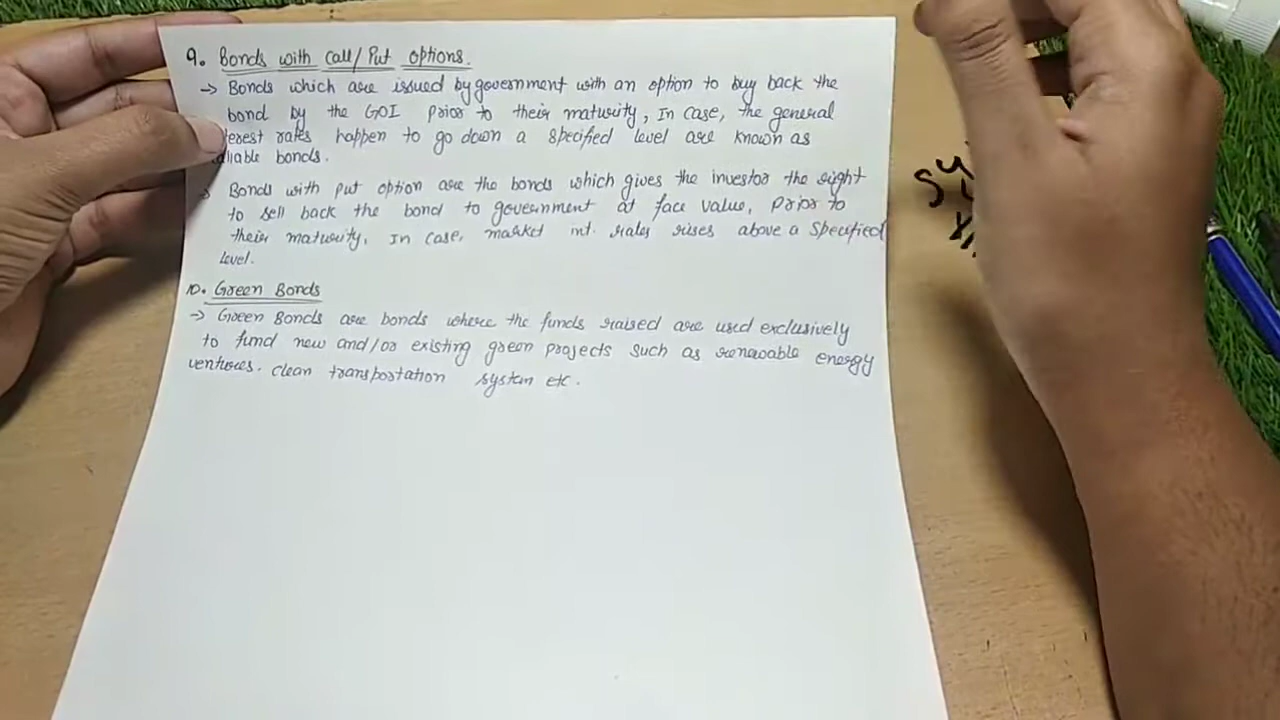 9. Bonds with Call/Put options.
→ Bonds which are issued by government with an option to buy back the
bond by the GOI prior to their maturity, In case, the general
terest rates happen to go down a specified level are known as
bonds.
→ Bonds with put option are the bonds which gives the investor the right
to sell back the bond to government at face value, prior to
their maturity, In case, market int. rates rises above a specified
level.
10. Green Bonds
→ Green Bonds are bonds where the funds raised are used exclusively
to fund new and/or existing green projects such as renewable energy
ventures. clean transportation system etc.